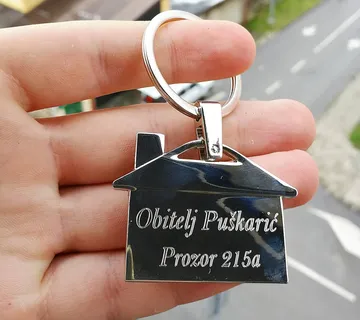 Obitelj Puškarić
Prozor 215a